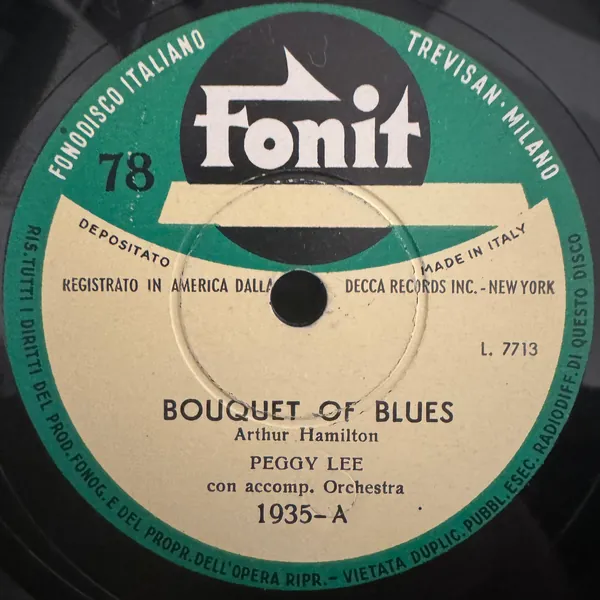 FONODISCO ITALIANO
TREVISAN · MILANO
Fonit
78
DEPOSITATO
MADE IN ITALY
REGISTRATO IN AMERICA DALLA DECCA RECORDS INC. - NEW YORK
L. 7713
BOUQUET OF BLUES
Arthur Hamilton
PEGGY LEE
con accomp. Orchestra
1935-A
RIS. TUTTI I DIRITTI DEL PROD. FONOG. E DEL PROPR. DELL'OPERA RIPR. - VIETATA DUPLIC. PUBBL. ESEC. RADIODIFF. DI QUESTO DISCO